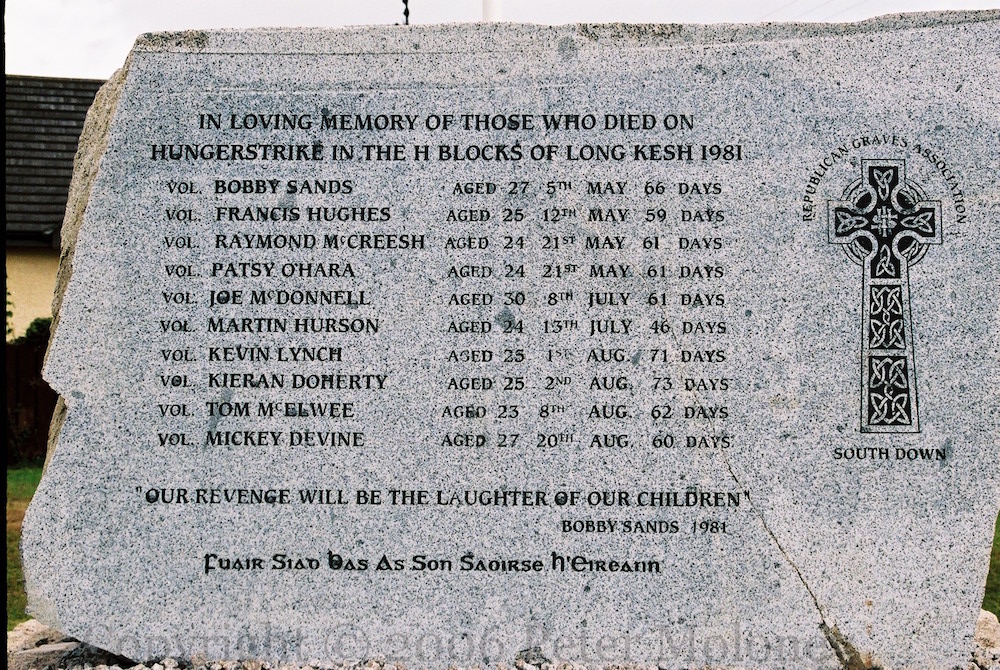 IN LOVING MEMORY OF THOSE WHO DIED ON
HUNGERSTRIKE IN THE H BLOCKS OF LONG KESH 1981
VOL. BOBBY SANDS AGED 27 5TH MAY 66 DAYS
VOL. FRANCIS HUGHES AGED 25 12TH MAY 59 DAYS
VOL. RAYMOND McCREESH AGED 24 21ST MAY 61 DAYS
VOL. PATSY O'HARA AGED 24 21ST MAY 61 DAYS
VOL. JOE McDONNELL AGED 30 8TH JULY 61 DAYS
VOL. MARTIN HURSON AGED 24 13TH JULY 46 DAYS
VOL. KEVIN LYNCH AGED 25 1ST AUG. 71 DAYS
VOL. KIERAN DOHERTY AGED 25 2ND AUG. 73 DAYS
VOL. TOM McELWEE AGED 23 8TH AUG. 62 DAYS
VOL. MICKEY DEVINE AGED 27 20TH AUG. 60 DAYS
"OUR REVENGE WILL BE THE LAUGHTER OF OUR CHILDREN"
BOBBY SANDS 1981
Fuair Siad Bas As Son Saoirse h'Eireann
REPUBLICAN GRAVES ASSOCIATION
SOUTH DOWN
Copyright © 2006 Peter